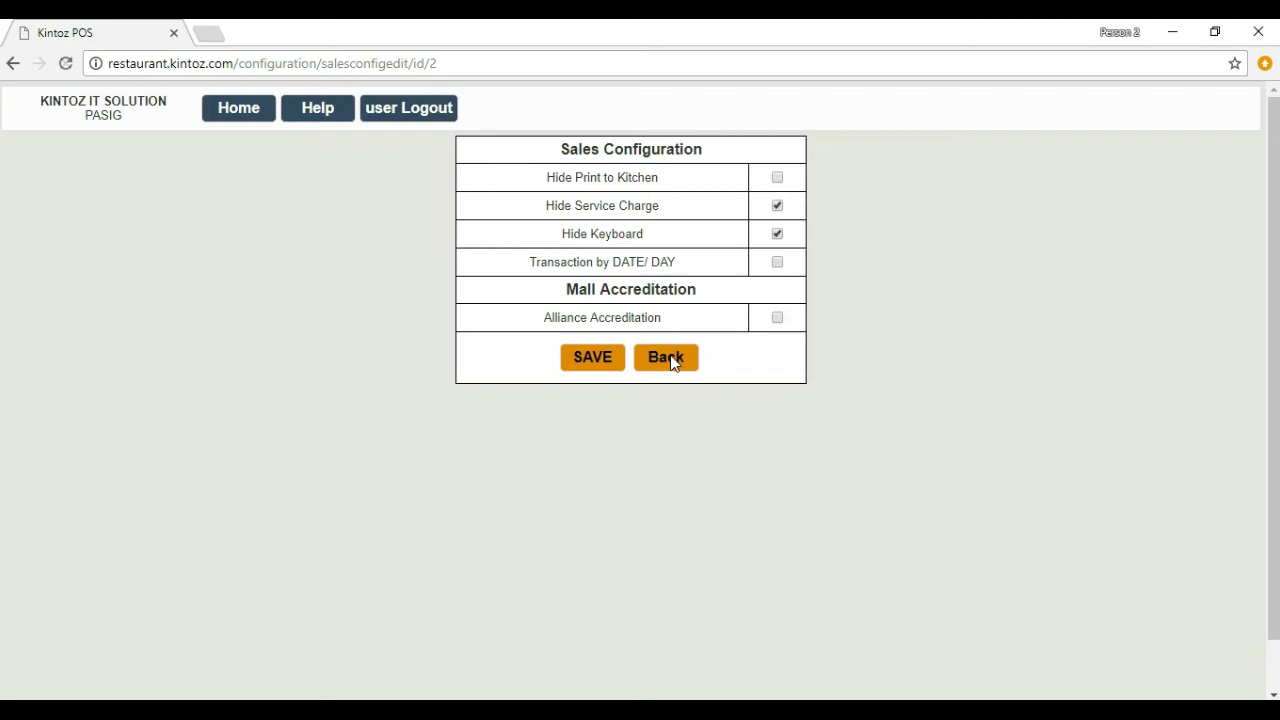 Kintoz POS
Person 2
restaurant.kintoz.com/configuration/salesconfigedit/id/2
KINTOZ IT SOLUTION
PASIG
Home
Help
user Logout
Sales Configuration
Hide Print to Kitchen
Hide Service Charge
Hide Keyboard
Transaction by DATE/ DAY
Mall Accreditation
Alliance Accreditation
SAVE
Back